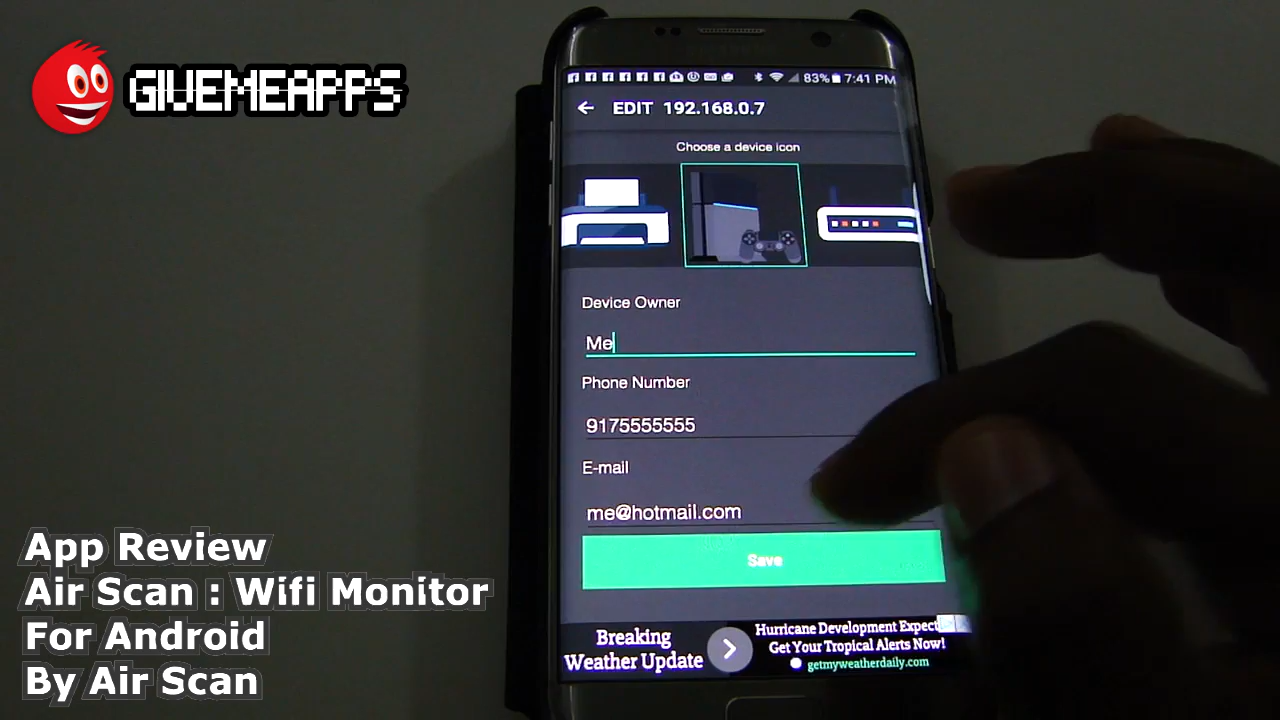 GIVEMEAPPS
83% 7:41 PM
EDIT 192.168.0.7
Choose a device icon
Device Owner
Me
Phone Number
9175555555
E-mail
me@hotmail.com
Save
Breaking
Weather Update
Hurricane Development Expect
Get Your Tropical Alerts Now!
getmyweatherdaily.com
App Review
Air Scan : Wifi Monitor
For Android
By Air Scan